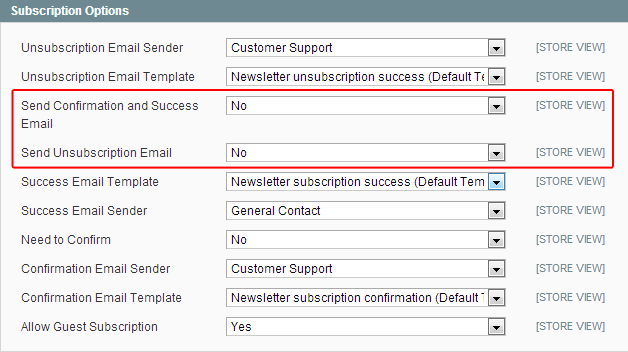 Subscription Options
Unsubscription Email Sender Customer Support [STORE VIEW]
Unsubscription Email Template Newsletter unsubscription success (Default Te [STORE VIEW]
Send Confirmation and Success No [STORE VIEW]
Email
Send Unsubscription Email No [STORE VIEW]
Success Email Template Newsletter subscription success (Default Tem [STORE VIEW]
Success Email Sender General Contact [STORE VIEW]
Need to Confirm No [STORE VIEW]
Confirmation Email Sender Customer Support [STORE VIEW]
Confirmation Email Template Newsletter subscription confirmation (Default T [STORE VIEW]
Allow Guest Subscription Yes [STORE VIEW]